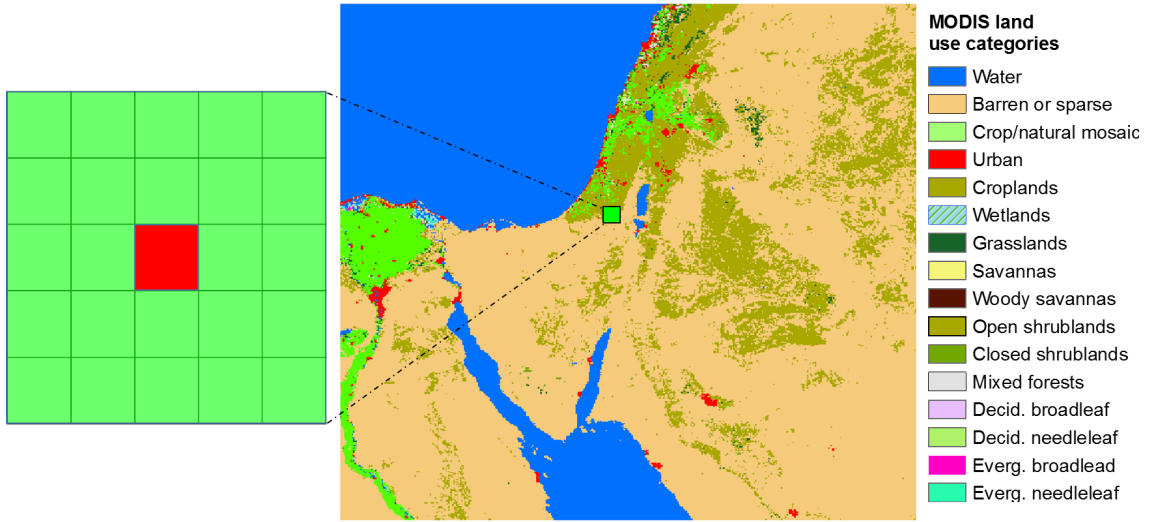 MODIS land
use categories
Water
Barren or sparse
Crop/natural mosaic
Urban
Croplands
Wetlands
Grasslands
Savannas
Woody savannas
Open shrublands
Closed shrublands
Mixed forests
Decid. broadleaf
Decid. needleleaf
Everg. broadlead
Everg. needleleaf